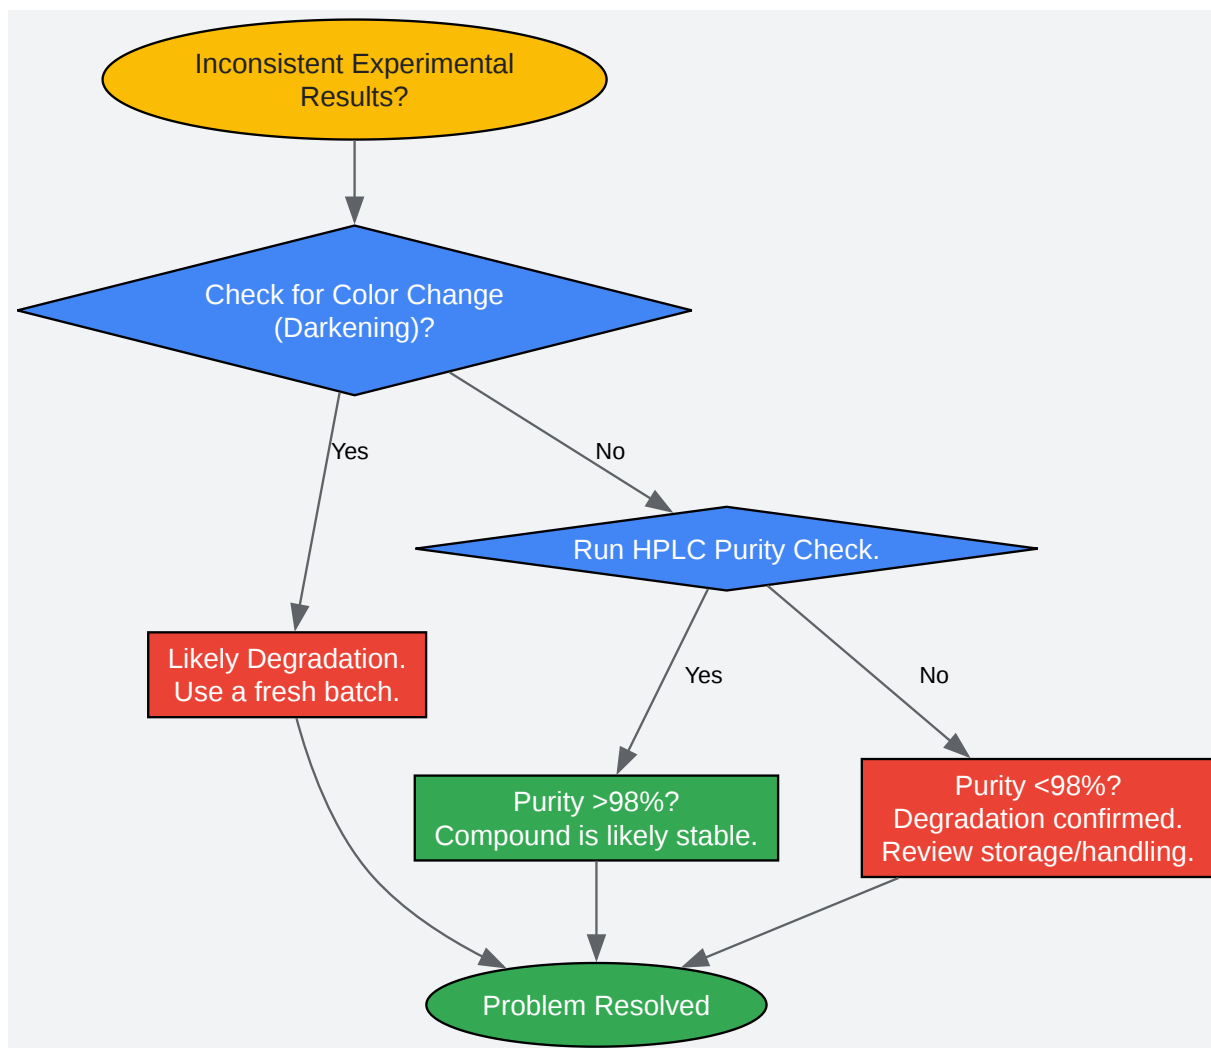 Inconsistent Experimental
Results?
Check for Color Change
(Darkening)?
Yes
No
Run HPLC Purity Check.
Likely Degradation.
Use a fresh batch.
Yes
No
Purity >98%?
Compound is likely stable.
Purity <98%?
Degradation confirmed.
Review storage/handling.
Problem Resolved